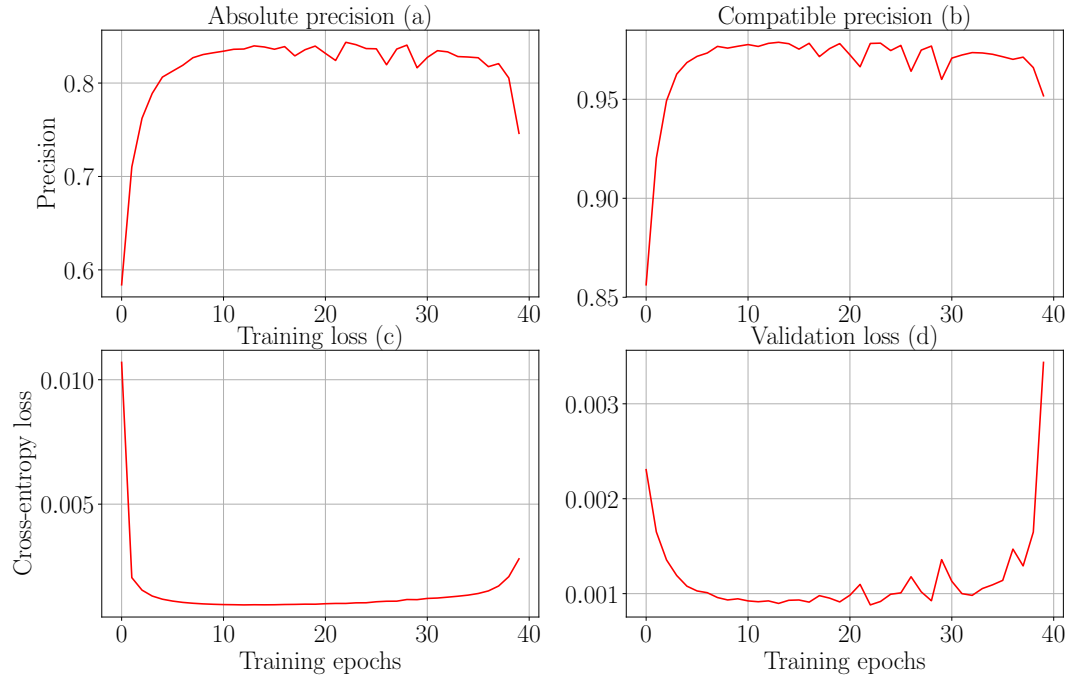 Absolute precision (a)
Precision
0.8
0.7
0.6
0 10 20 30 40
Compatible precision (b)
0.95
0.90
0.85
0 10 20 30 40
Training loss (c)
Cross-entropy loss
0.010
0.005
0 10 20 30 40
Training epochs
Validation loss (d)
0.003
0.002
0.001
0 10 20 30 40
Training epochs